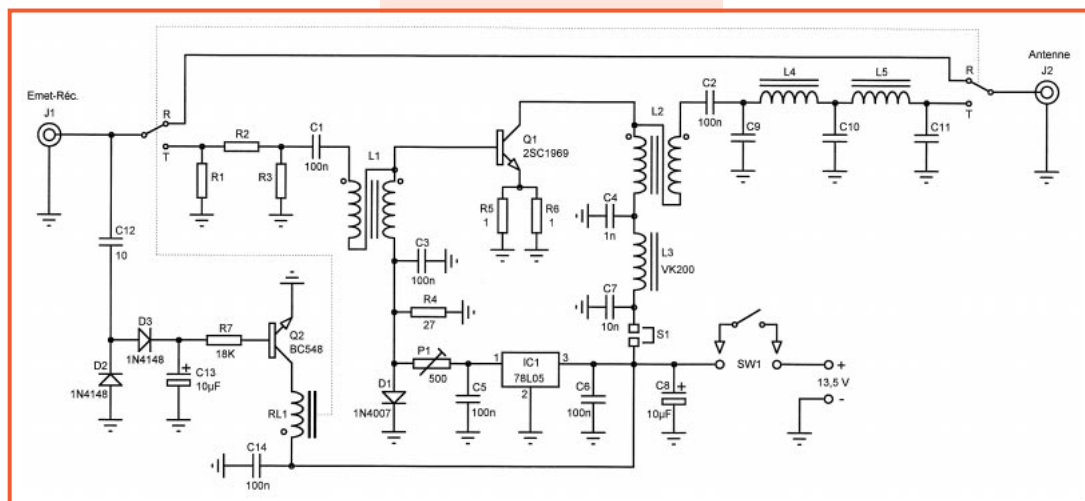 Emet-Réc.
J1
R
T
R2
R1
R3
C1
100n
L1
Q1
2SC1969
R5
1
R6
1
L2
C2
100n
L4
L5
C9
C10
C11
R
T
Antenne
J2
C12
10
C3
100n
C4
1n
L3
VK200
R4
27
C7
10n
S1
D3
1N4148
R7
18K
Q2
BC548
D2
1N4148
+
C13
10µF
P1
500
1
IC1
78L05
3
2
D1
1N4007
C5
100n
C6
100n
+
C8
10µF
SW1
+
13,5 V
-
RL1
C14
100n